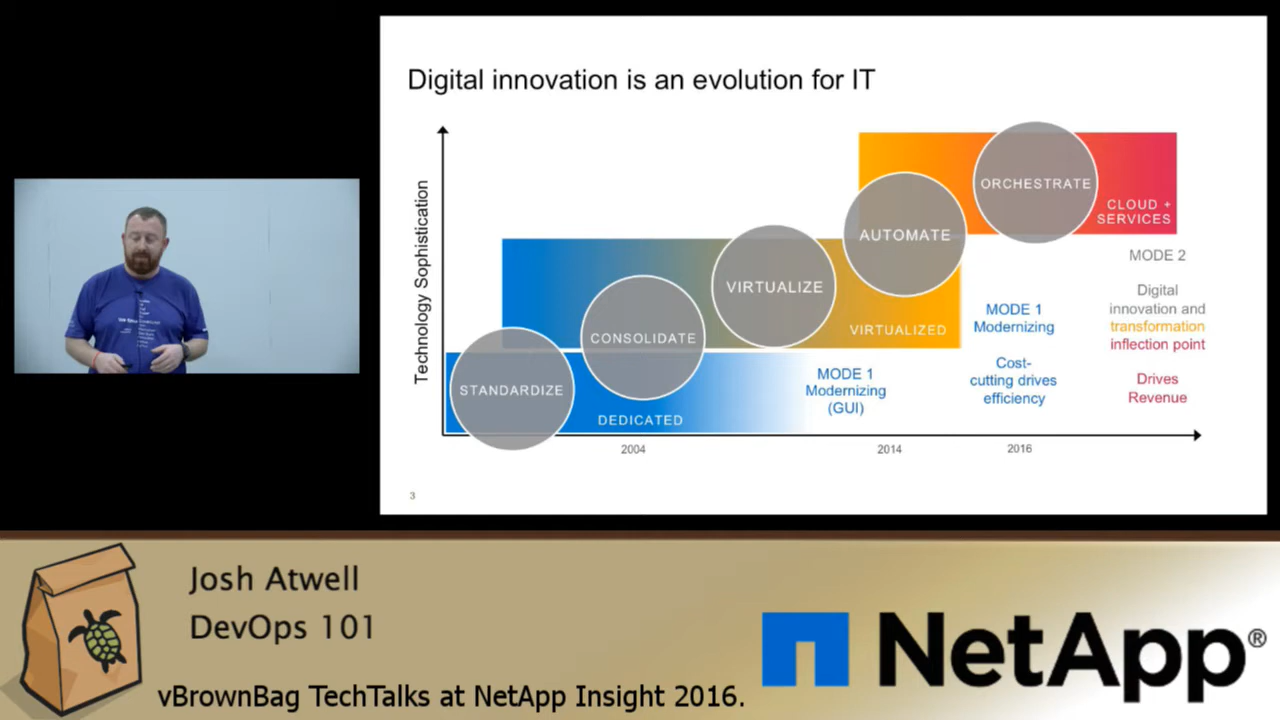 Digital innovation is an evolution for IT
Technology Sophistication
ORCHESTRATE
CLOUD +
SERVICES
AUTOMATE
MODE 2
VIRTUALIZE
VIRTUALIZED
Digital
innovation and
transformation
inflection point
MODE 1
Modernizing
CONSOLIDATE
Cost-
cutting drives
efficiency
Drives
Revenue
MODE 1
Modernizing
(GUI)
STANDARDIZE
DEDICATED
2004
2014
2016
3
Josh Atwell
DevOps 101
vBrownBag TechTalks at NetApp Insight 2016.
NetApp®